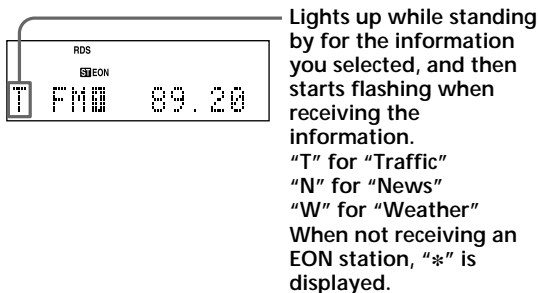 RDS
ST EON
T FM1 89.20
Lights up while standing
by for the information
you selected, and then
starts flashing when
receiving the
information.
“T” for “Traffic”
“N” for “News”
“W” for “Weather”
When not receiving an
EON station, “*” is
displayed.